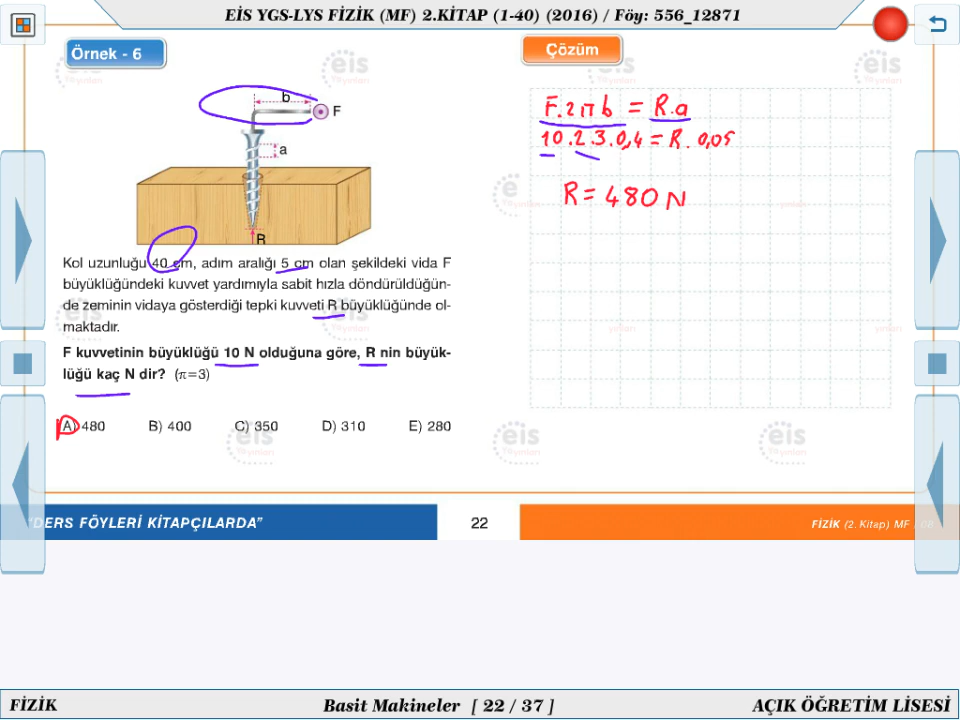 EİS YGS-LYS FİZİK (MF) 2.KİTAP (1-40) (2016) / Föy: 556_12871
Örnek - 6
b
F
a
R
Kol uzunluğu 40 cm, adım aralığı 5 cm olan şekildeki vida F
büyüklüğündeki kuvvet yardımıyla sabit hızla döndürüldüğün-
de zeminin vidaya gösterdiği tepki kuvveti R büyüklüğünde ol-
maktadır.
F kuvvetinin büyüklüğü 10 N olduğuna göre, R nin büyük-
lüğü kaç N dir? (π=3)
A) 480 B) 400 C) 350 D) 310 E) 280
Çözüm
F.2πb = R.a
10.2.3.0,4 = R.0,05
R = 480 N
eis
Yayınları
"DERS FÖYLERİ KİTAPÇILARDA"
22
FİZİK (2. Kitap) MF
FİZİK
Basit Makineler [ 22 / 37 ]
AÇIK ÖĞRETİM LİSESİ